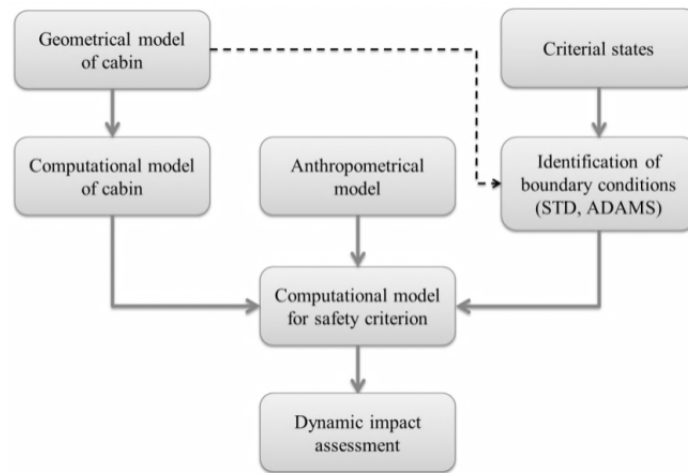 Geometrical model
of cabin
Criterial states
Computational model
of cabin
Anthropometrical
model
Identification of
boundary conditions
(STD, ADAMS)
Computational model
for safety criterion
Dynamic impact
assessment